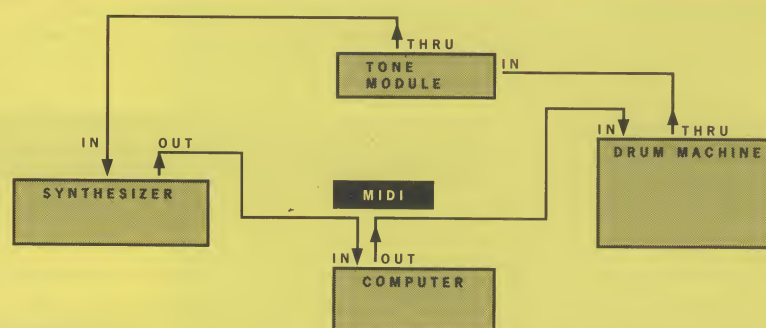 THRU
TONE
MODULE
IN
IN
OUT
IN
THRU
DRUM MACHINE
SYNTHESIZER
MIDI
IN
OUT
COMPUTER